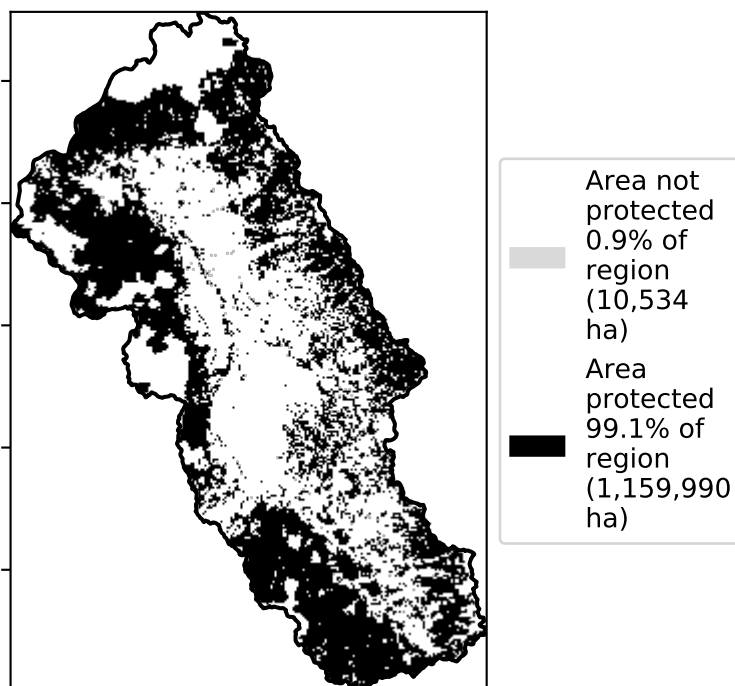 Area not
protected
0.9% of
region
(10,534
ha)
Area
protected
99.1% of
region
(1,159,990
ha)